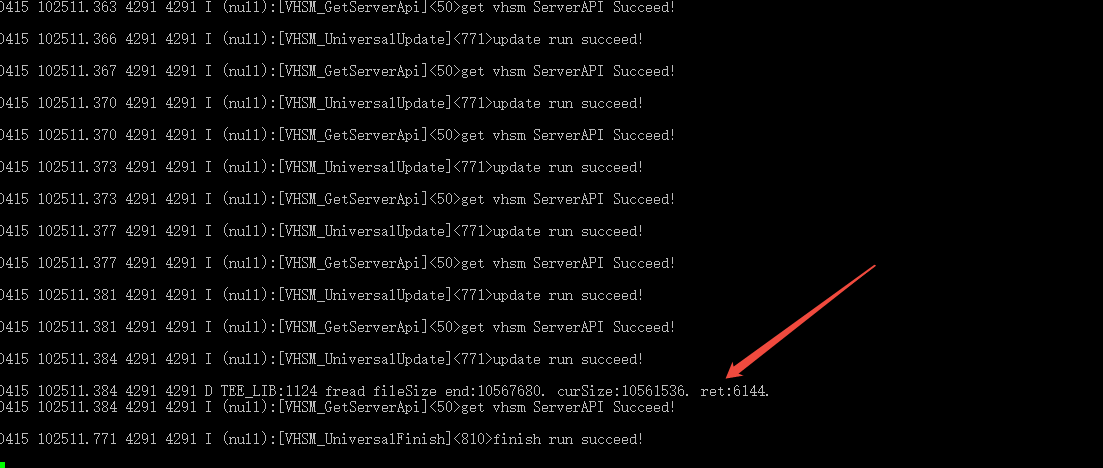 0415 102511.363 4291 4291 I (null):[VHSM_GetServerApi]<50>get vhsm ServerAPI Succeed!
0415 102511.366 4291 4291 I (null):[VHSM_UniversalUpdate]<771>update run succeed!
0415 102511.367 4291 4291 I (null):[VHSM_GetServerApi]<50>get vhsm ServerAPI Succeed!
0415 102511.370 4291 4291 I (null):[VHSM_UniversalUpdate]<771>update run succeed!
0415 102511.370 4291 4291 I (null):[VHSM_GetServerApi]<50>get vhsm ServerAPI Succeed!
0415 102511.373 4291 4291 I (null):[VHSM_UniversalUpdate]<771>update run succeed!
0415 102511.373 4291 4291 I (null):[VHSM_GetServerApi]<50>get vhsm ServerAPI Succeed!
0415 102511.377 4291 4291 I (null):[VHSM_UniversalUpdate]<771>update run succeed!
0415 102511.377 4291 4291 I (null):[VHSM_GetServerApi]<50>get vhsm ServerAPI Succeed!
0415 102511.381 4291 4291 I (null):[VHSM_UniversalUpdate]<771>update run succeed!
0415 102511.381 4291 4291 I (null):[VHSM_GetServerApi]<50>get vhsm ServerAPI Succeed!
0415 102511.384 4291 4291 I (null):[VHSM_UniversalUpdate]<771>update run succeed!
0415 102511.384 4291 4291 D TEE_LIB:1124 fread fileSize end:10567680. curSize:10561536. ret:6144.
0415 102511.384 4291 4291 I (null):[VHSM_GetServerApi]<50>get vhsm ServerAPI Succeed!
0415 102511.771 4291 4291 I (null):[VHSM_UniversalFinish]<810>finish run succeed!